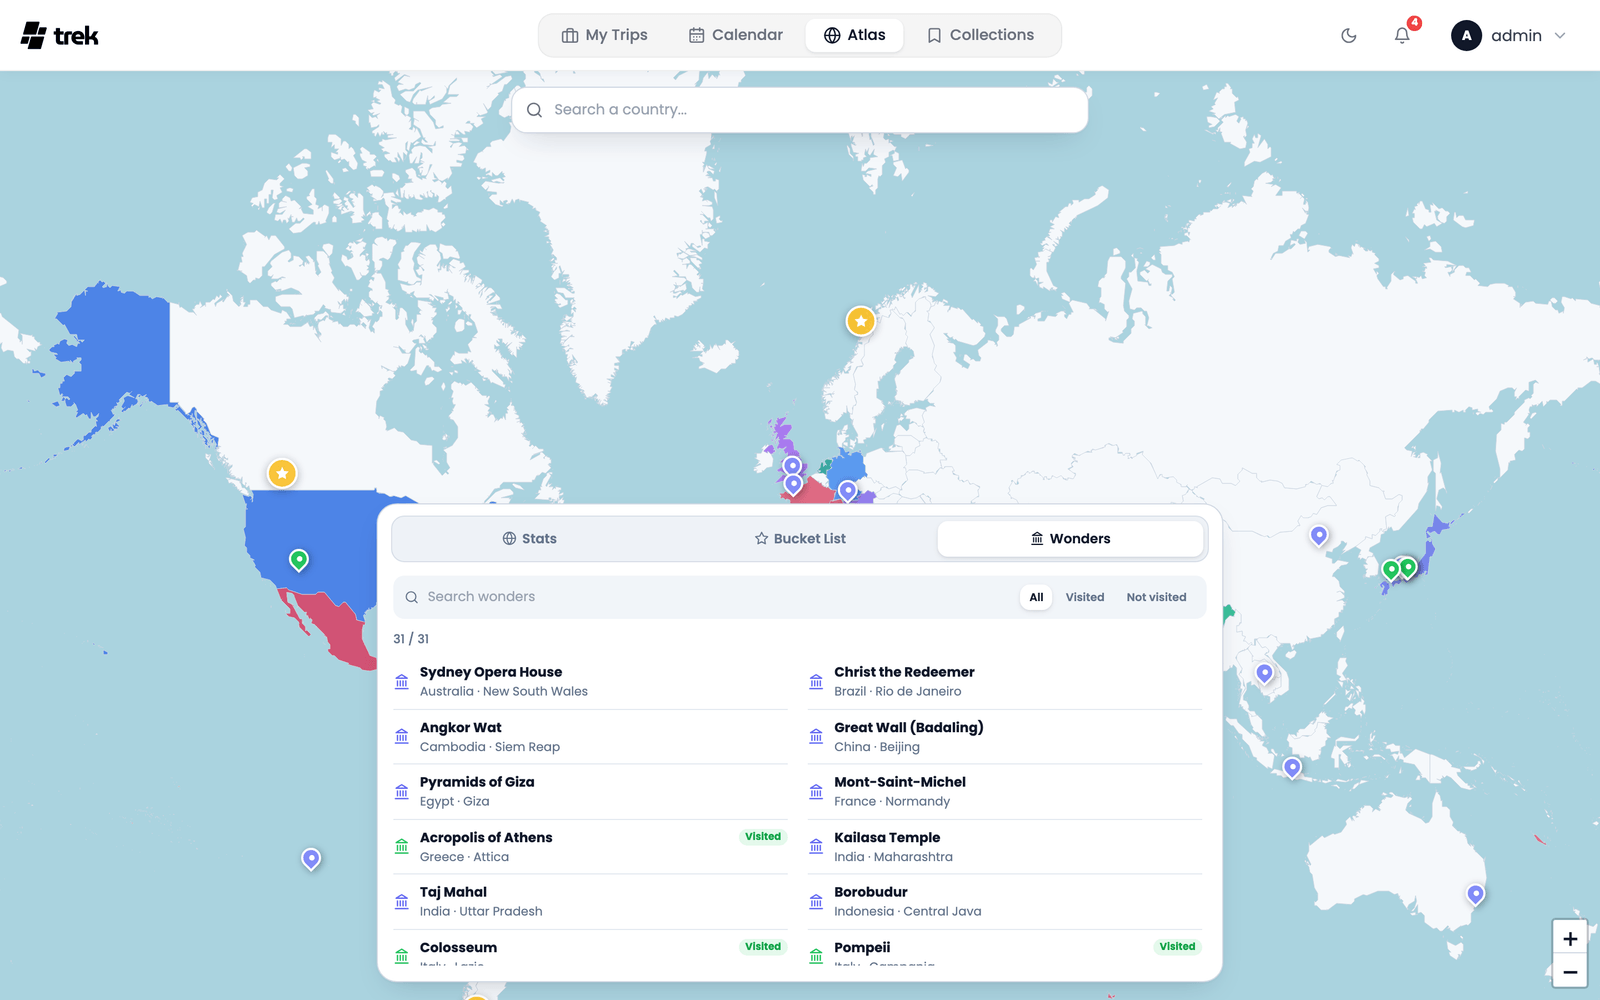 trek
My Trips
Calendar
Atlas
Collections
4
A
admin
Search a country...
Stats
Bucket List
Wonders
Search wonders
All
Visited
Not visited
31 / 31
Sydney Opera House
Australia · New South Wales
Christ the Redeemer
Brazil · Rio de Janeiro
Angkor Wat
Cambodia · Siem Reap
Great Wall (Badaling)
China · Beijing
Pyramids of Giza
Egypt · Giza
Mont-Saint-Michel
France · Normandy
Acropolis of Athens
Visited
Greece · Attica
Kailasa Temple
India · Maharashtra
Taj Mahal
India · Uttar Pradesh
Borobudur
Indonesia · Central Java
Colosseum
Visited
Italy · Lazio
Pompeii
Visited
Italy · Campania
+
−